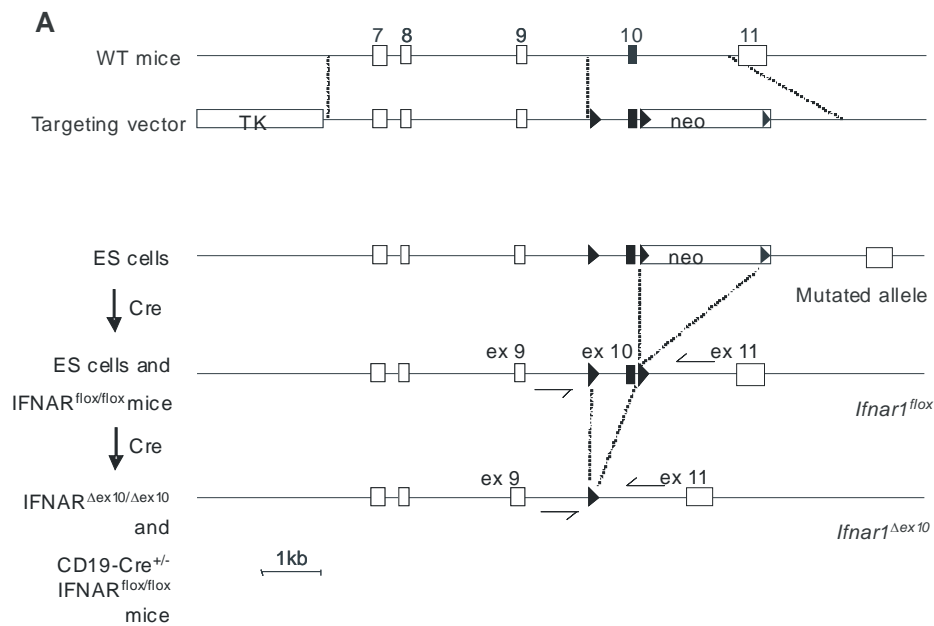 A
7 8 9 10 11
WT mice
Targeting vector TK neo
ES cells neo
Mutated allele
Cre
ex 9 ex 10 ex 11
ES cells and
IFNAR flox/flox mice
Ifnar1 flox
Cre
ex 9 ex 11
IFNAR Δex10/Δex10
and
Ifnar1 Δex10
CD19-Cre+/-
1kb
IFNAR flox/flox
mice